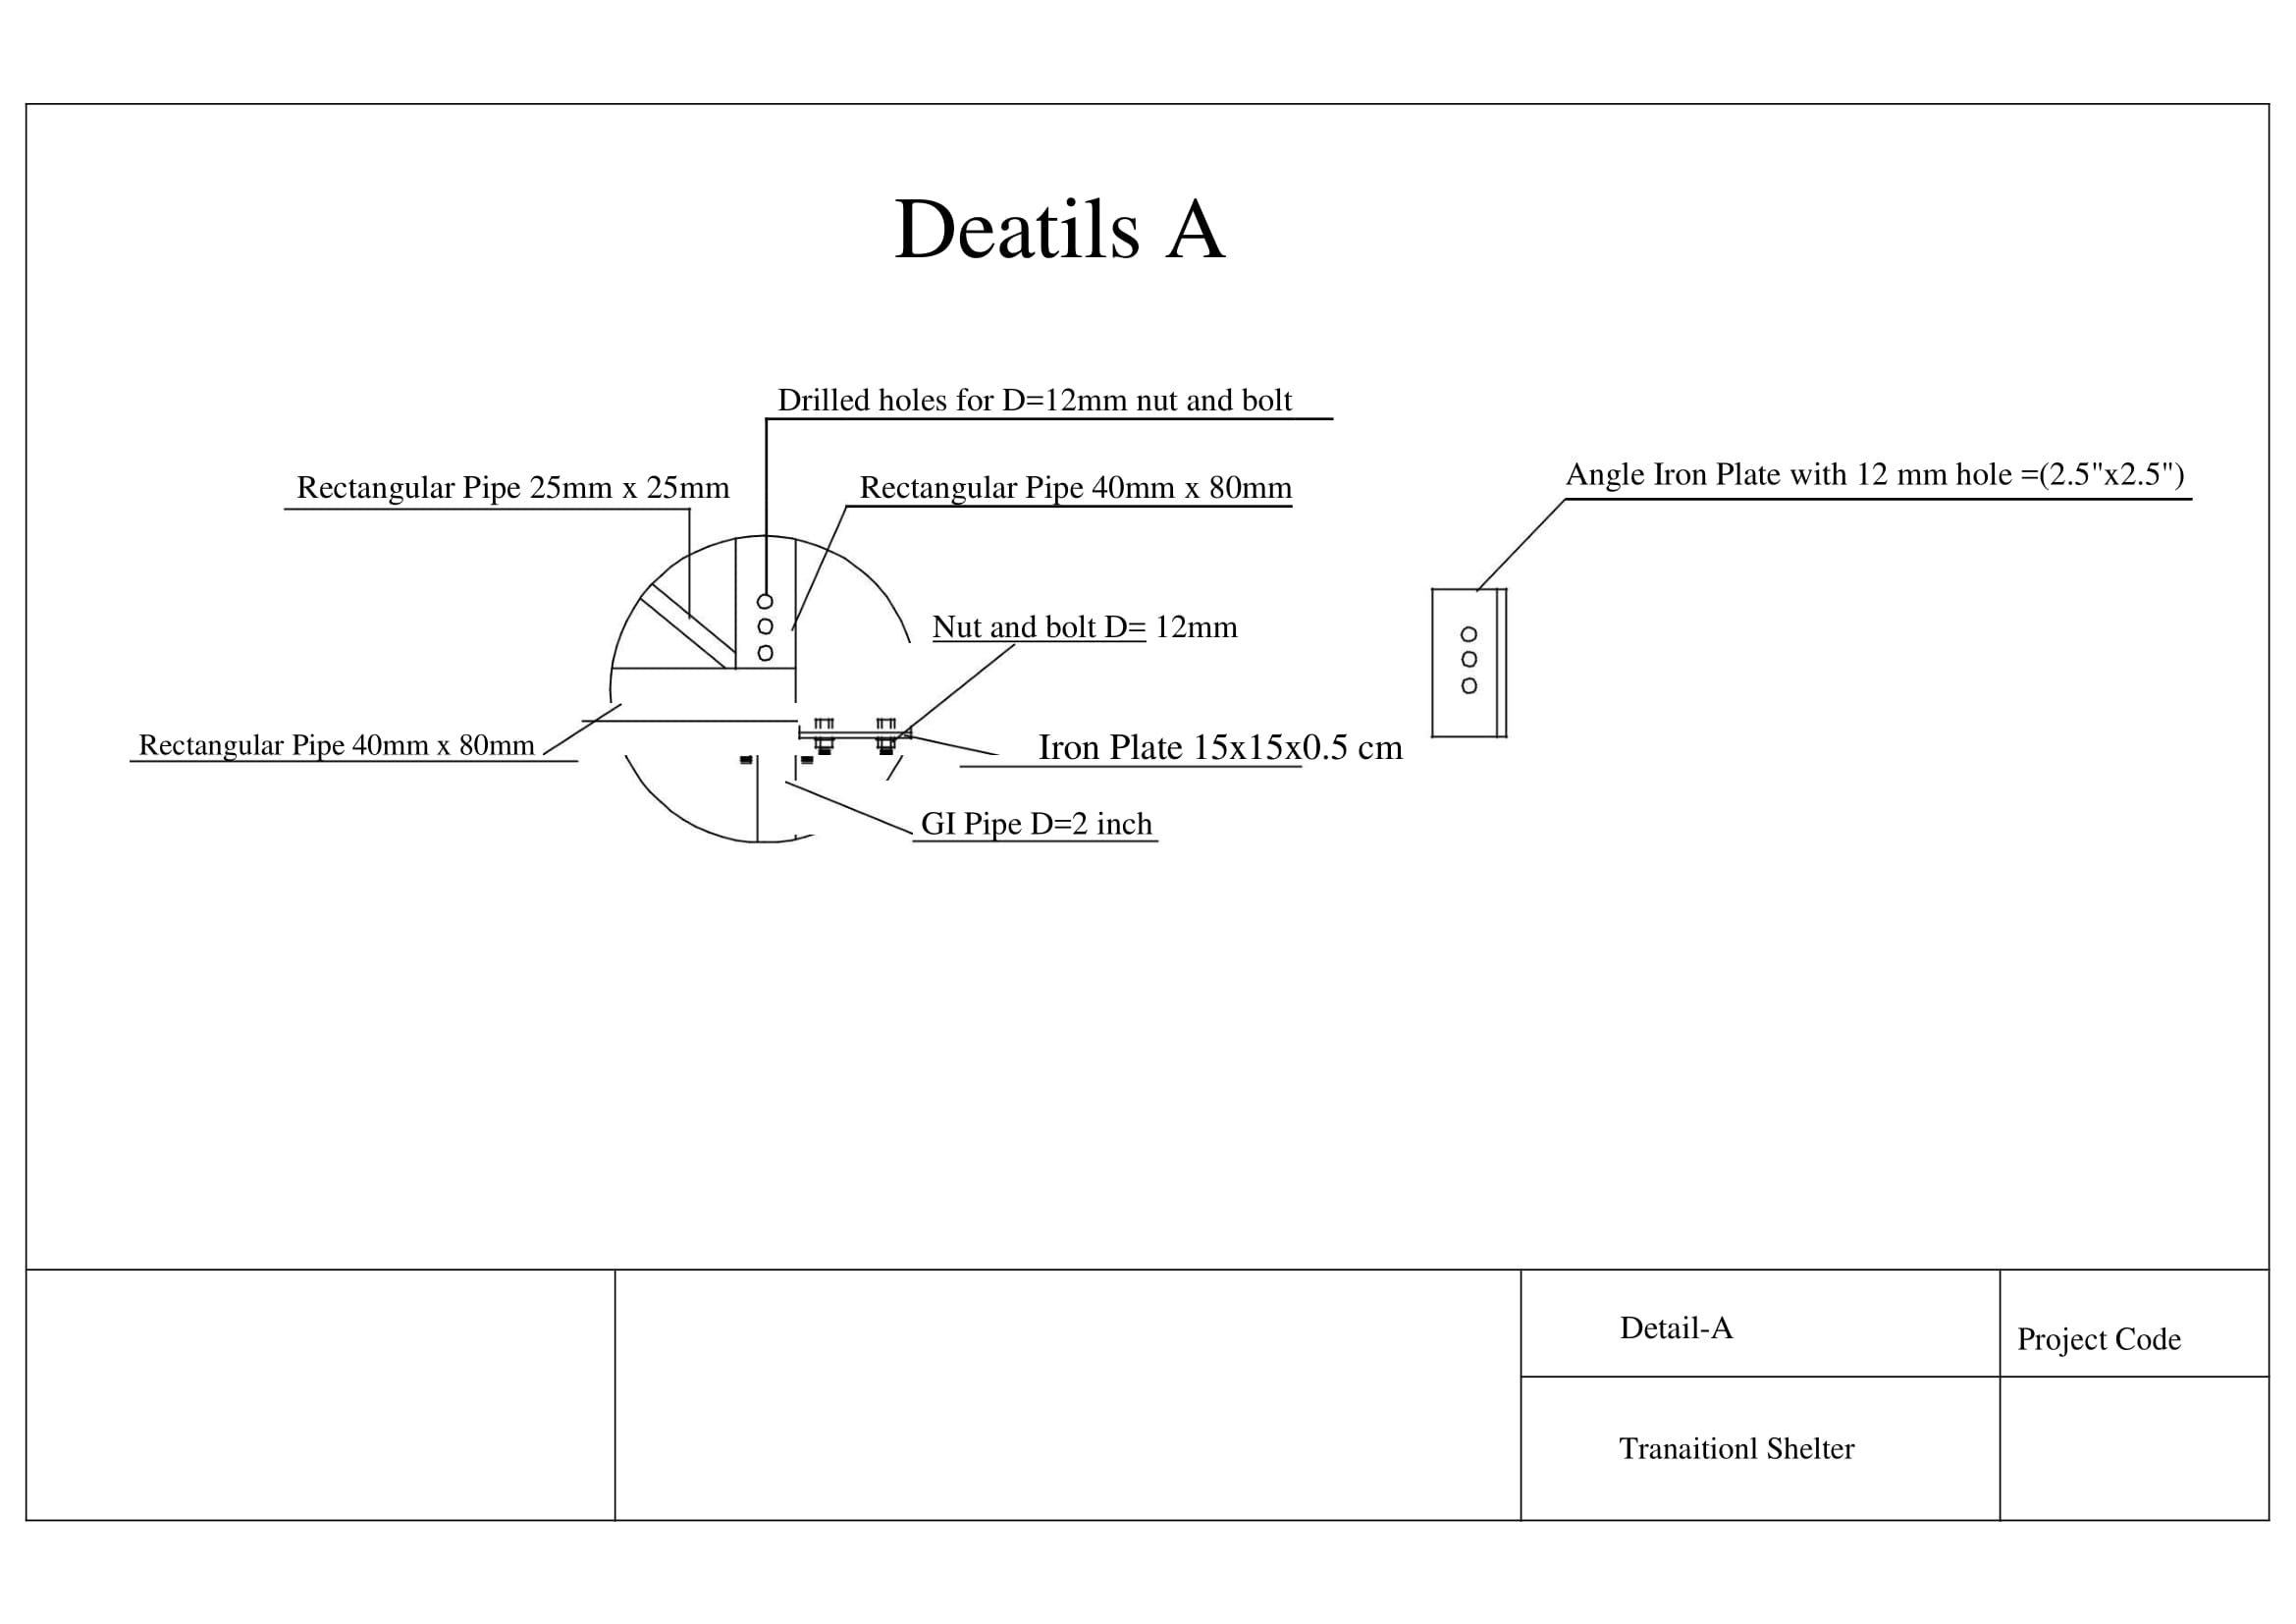 Deatils A
Drilled holes for D=12mm nut and bolt
Rectangular Pipe 25mm x 25mm
Rectangular Pipe 40mm x 80mm
Angle Iron Plate with 12 mm hole =(2.5"x2.5")
Nut and bolt D= 12mm
Rectangular Pipe 40mm x 80mm
Iron Plate 15x15x0.5 cm
GI Pipe D=2 inch
Detail-A
Project Code
Tranaitionl Shelter